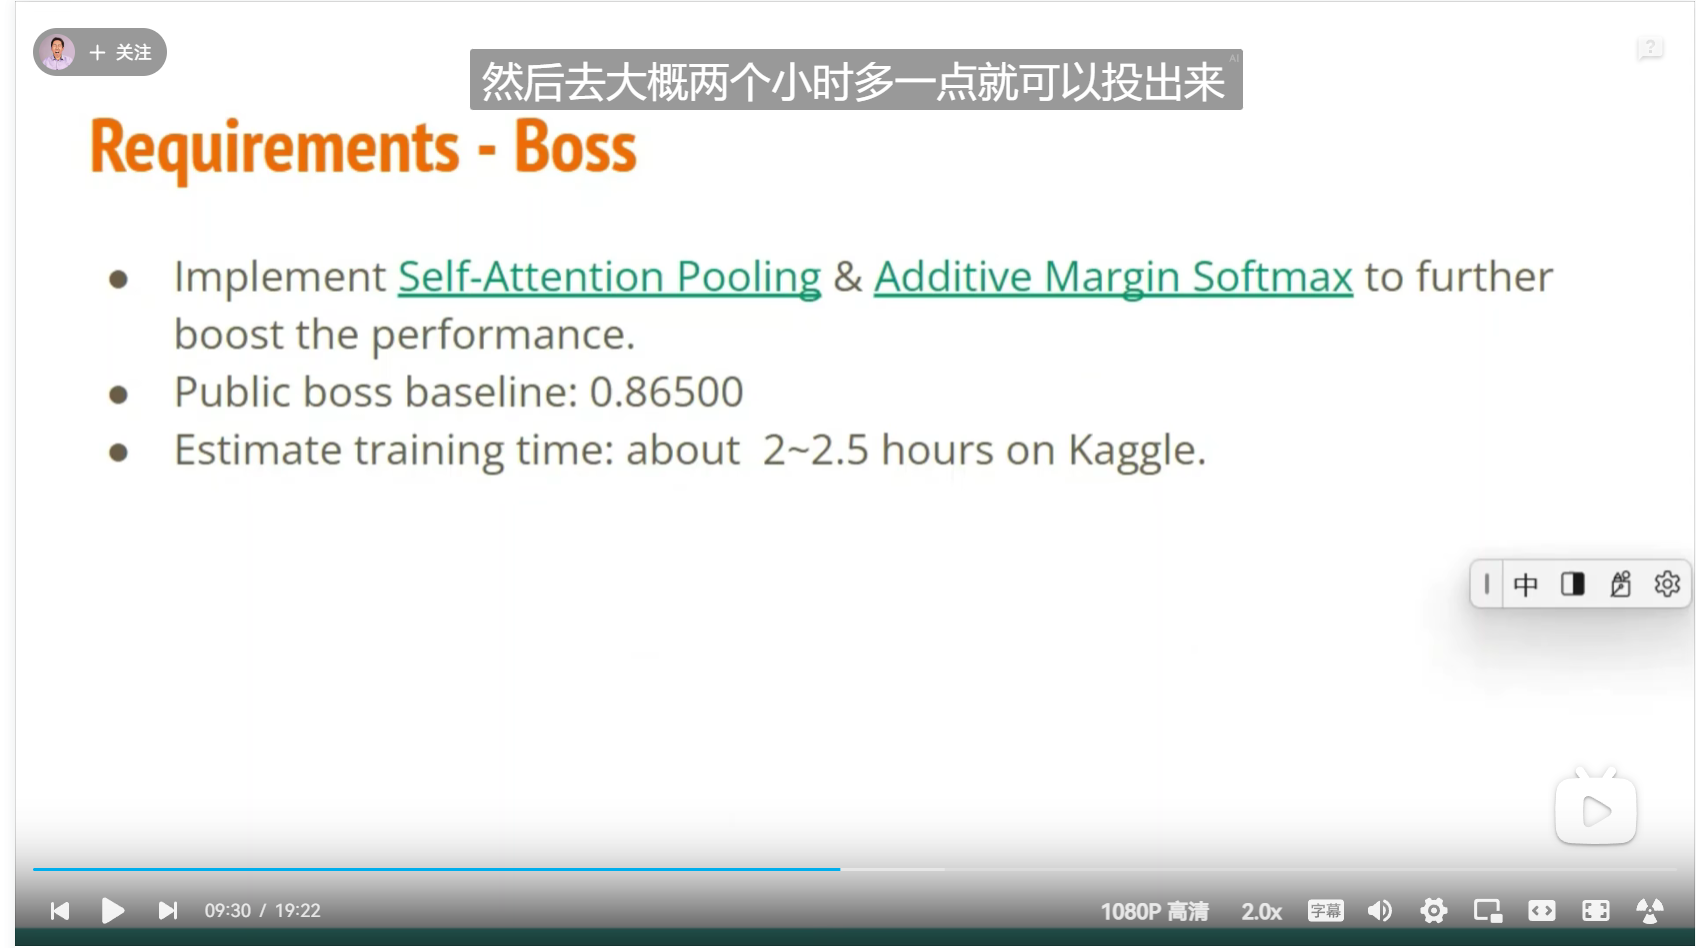 + 关注
然后去大概两个小时多一点就可以投出来
AI
Requirements - Boss
● Implement Self-Attention Pooling & Additive Margin Softmax to further
boost the performance.
● Public boss baseline: 0.86500
● Estimate training time: about 2~2.5 hours on Kaggle.
中
09:30 / 19:22
1080P 高清
2.0x
字幕